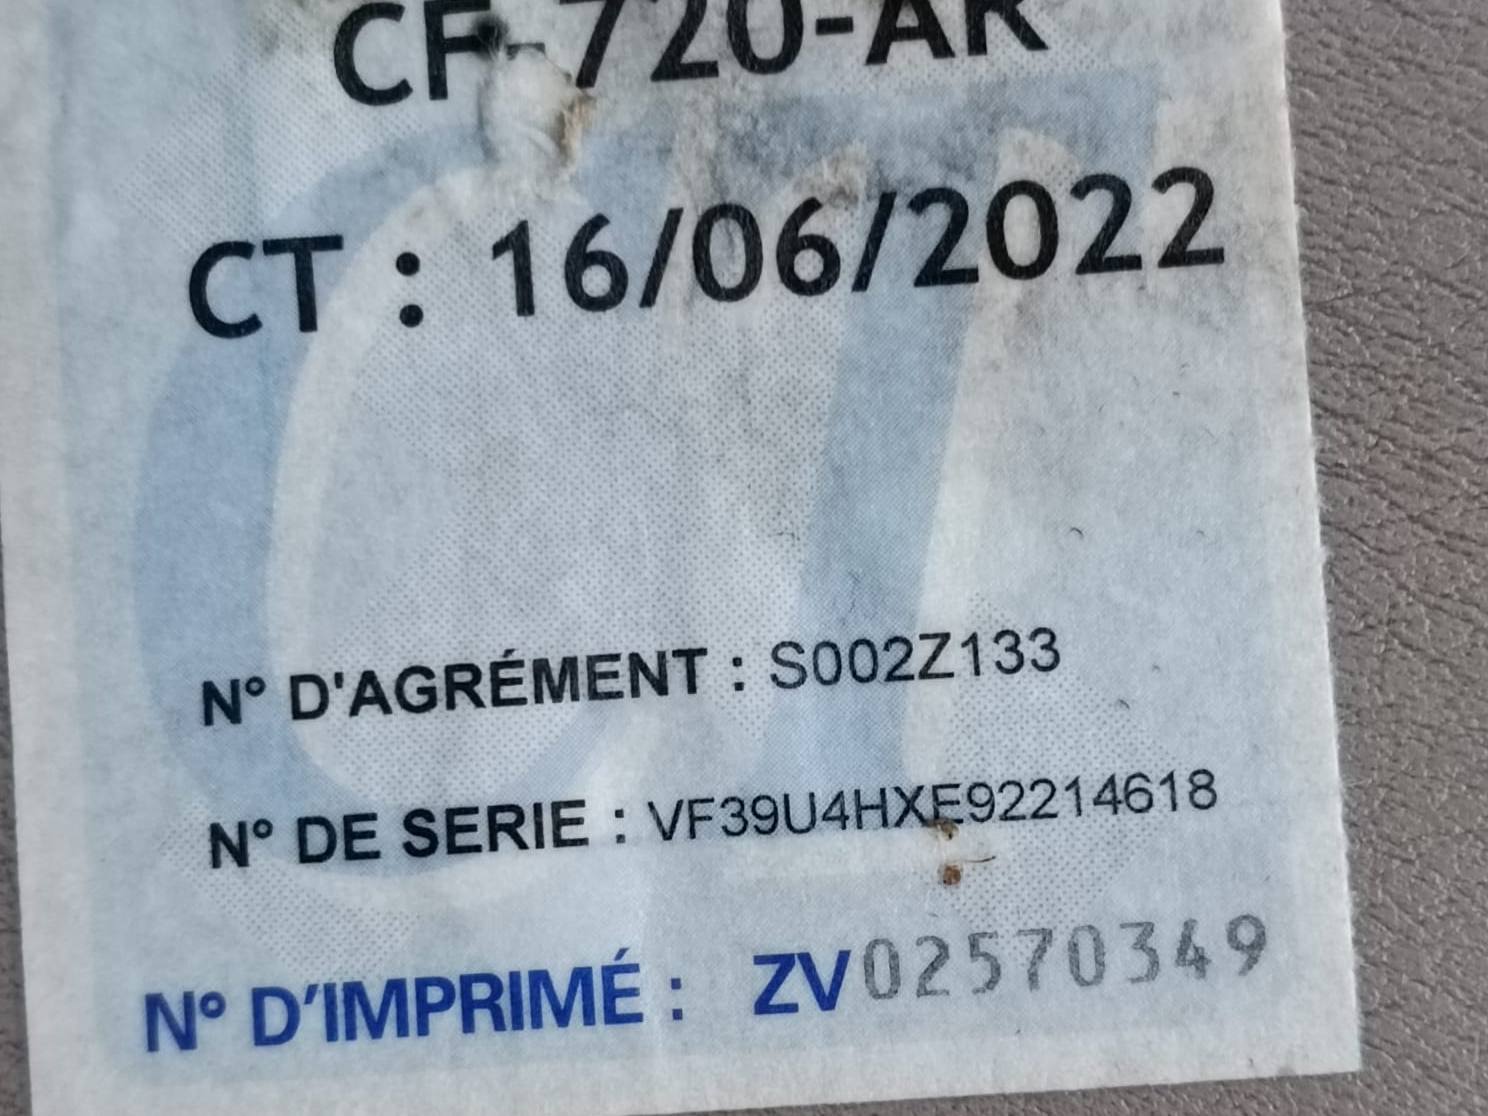 CF-720-AR
CT : 16/06/2022
N° D'AGRÉMENT : S002Z133
N° DE SERIE : VF39U4HXE92214618
N° D'IMPRIMÉ : ZV02570349